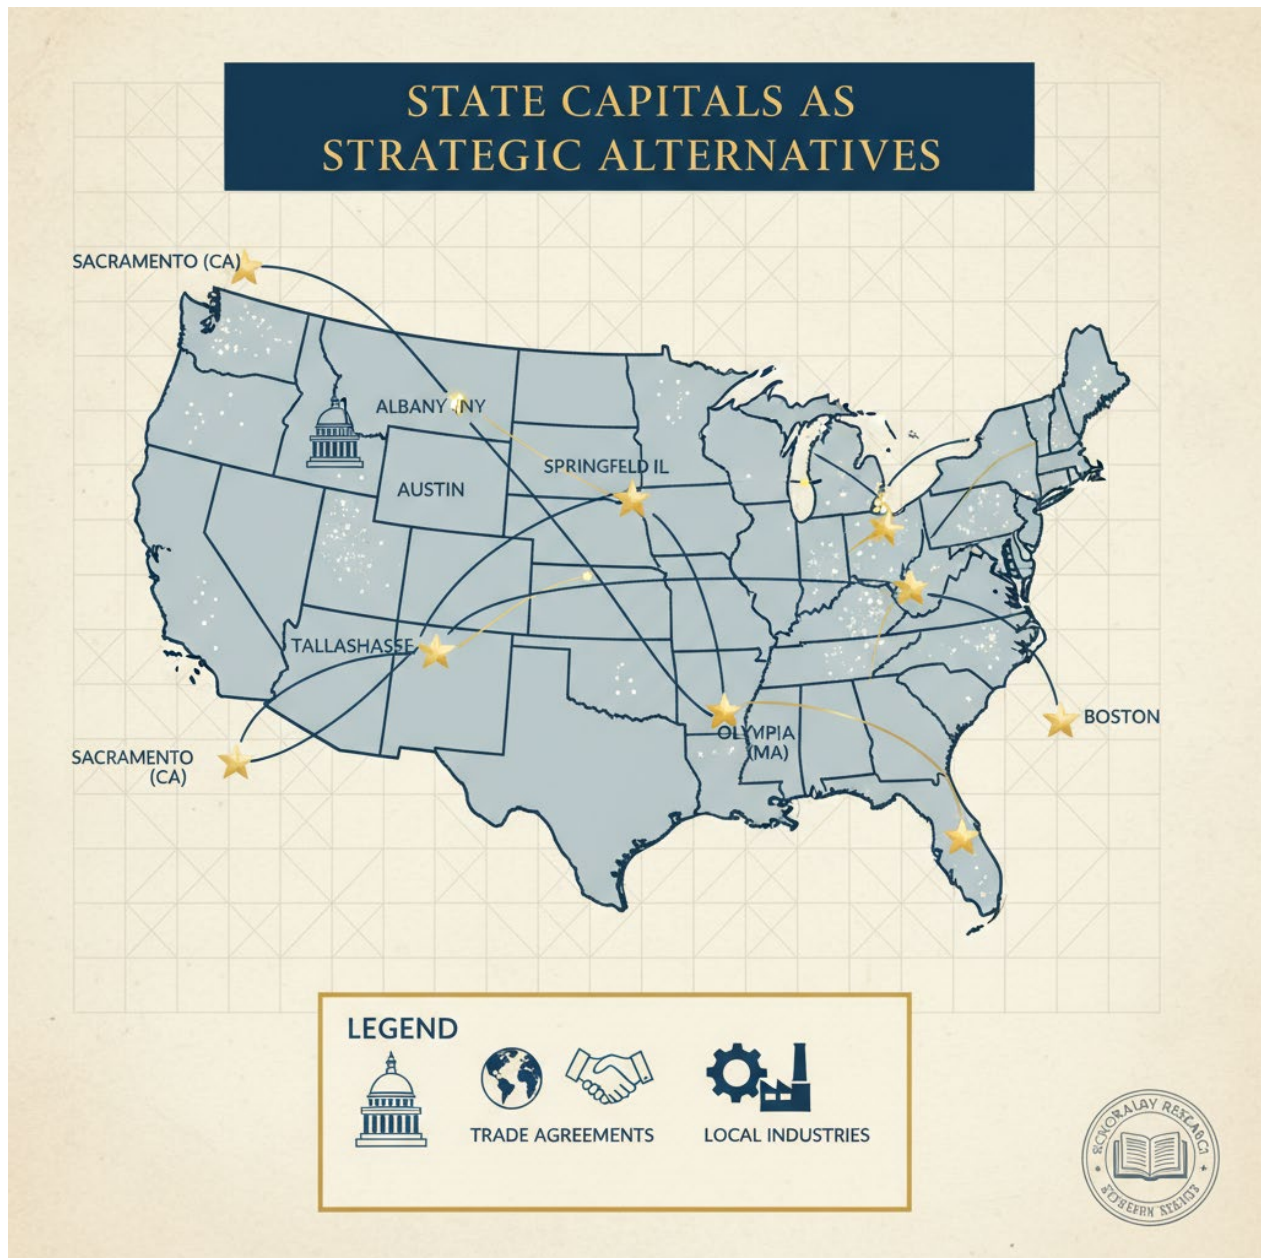 STATE CAPITALS AS
STRATEGIC ALTERNATIVES
SACRAMENTO (CA)
ALBANY NY
SPRINGFELD IL
AUSTIN
TALLASHASSE
SACRAMENTO
(CA)
OLYMPIA
(MA)
BOSTON
LEGEND
TRADE AGREEMENTS
LOCAL INDUSTRIES